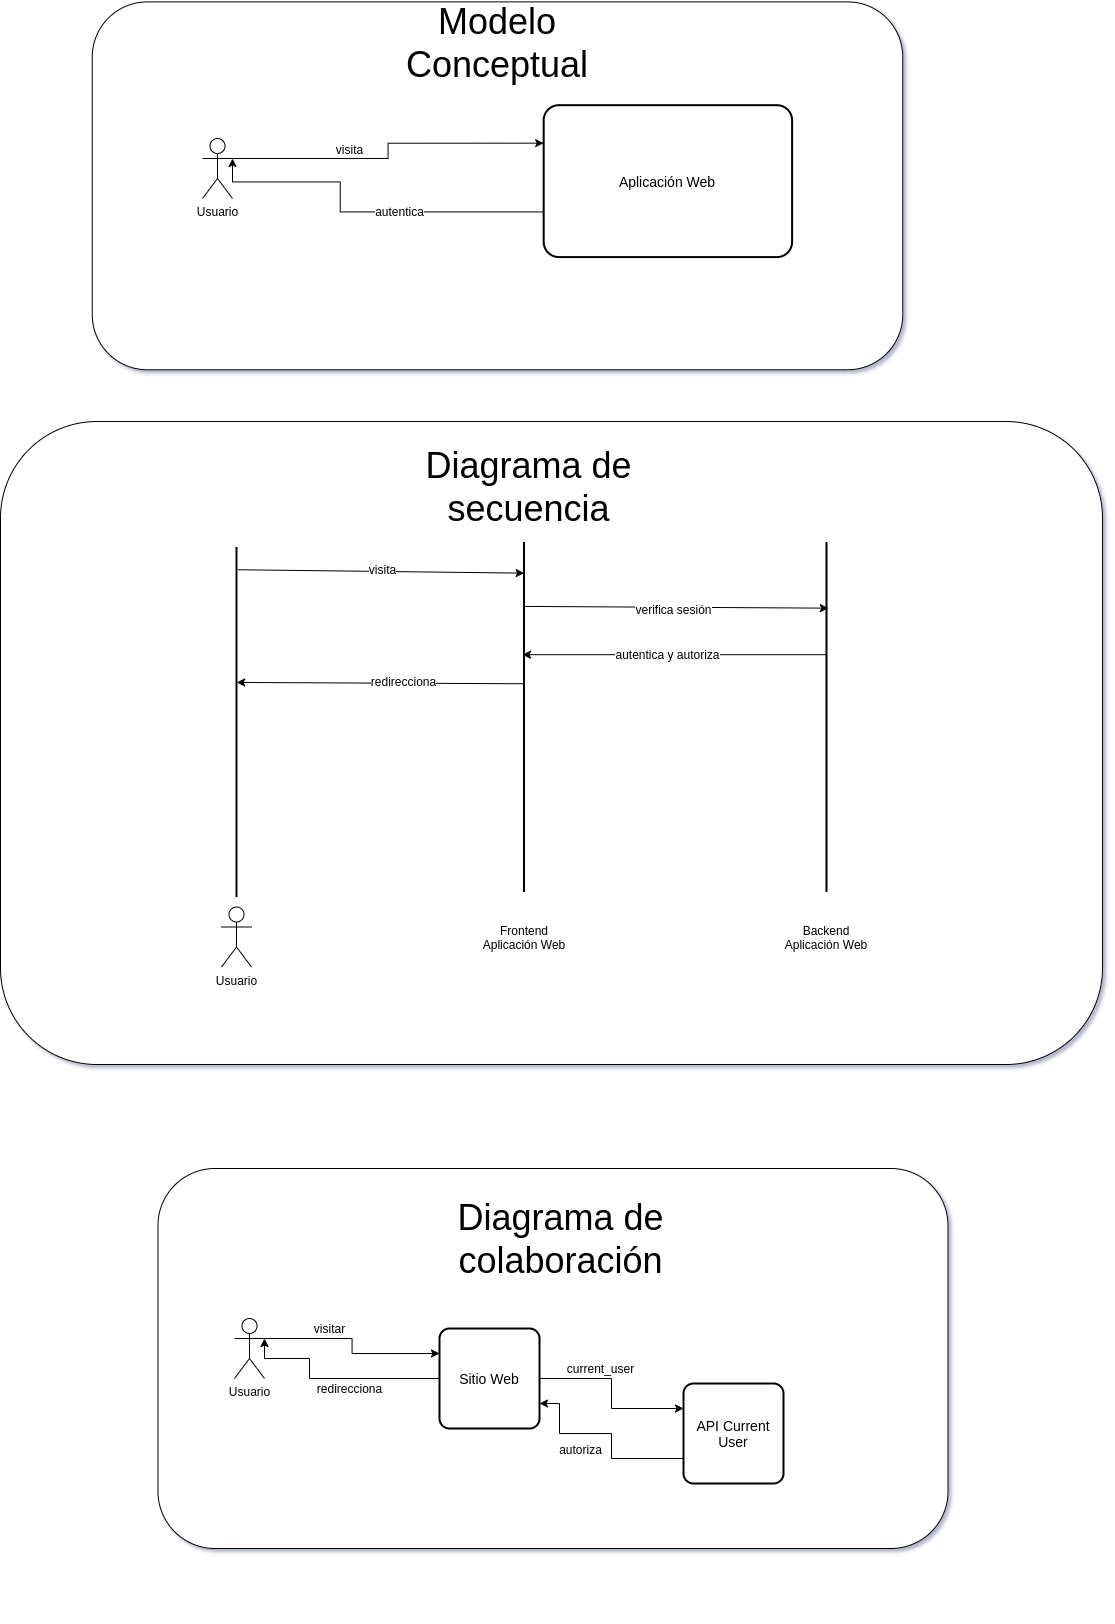 Modelo
Conceptual
visita
Aplicación Web
Usuario
autentica
Diagrama de
secuencia
visita
verifica sesión
autentica y autoriza
redirecciona
Frontend
Aplicación Web
Backend
Aplicación Web
Usuario
Diagrama de
colaboración
visitar
Sitio Web
current_user
redirecciona
Usuario
API Current
User
autoriza